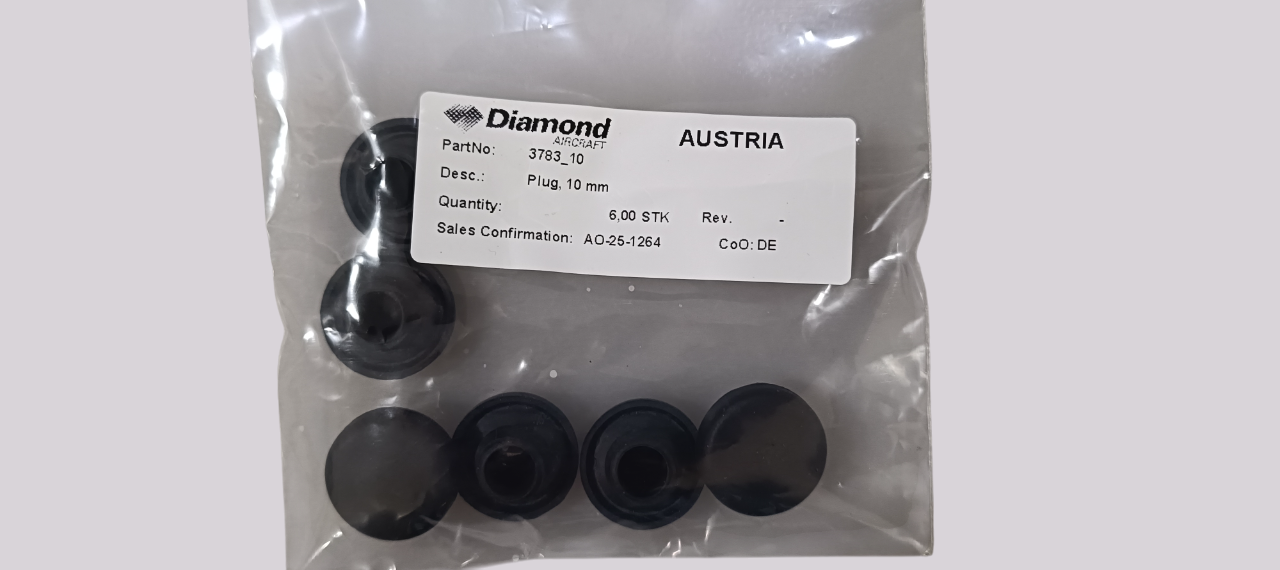 Diamond AUSTRIA
AIRCRAFT
PartNo: 3783_10
Desc.: Plug, 10 mm
Quantity: 6,00 STK Rev. -
Sales Confirmation: AO-25-1264 CoO: DE